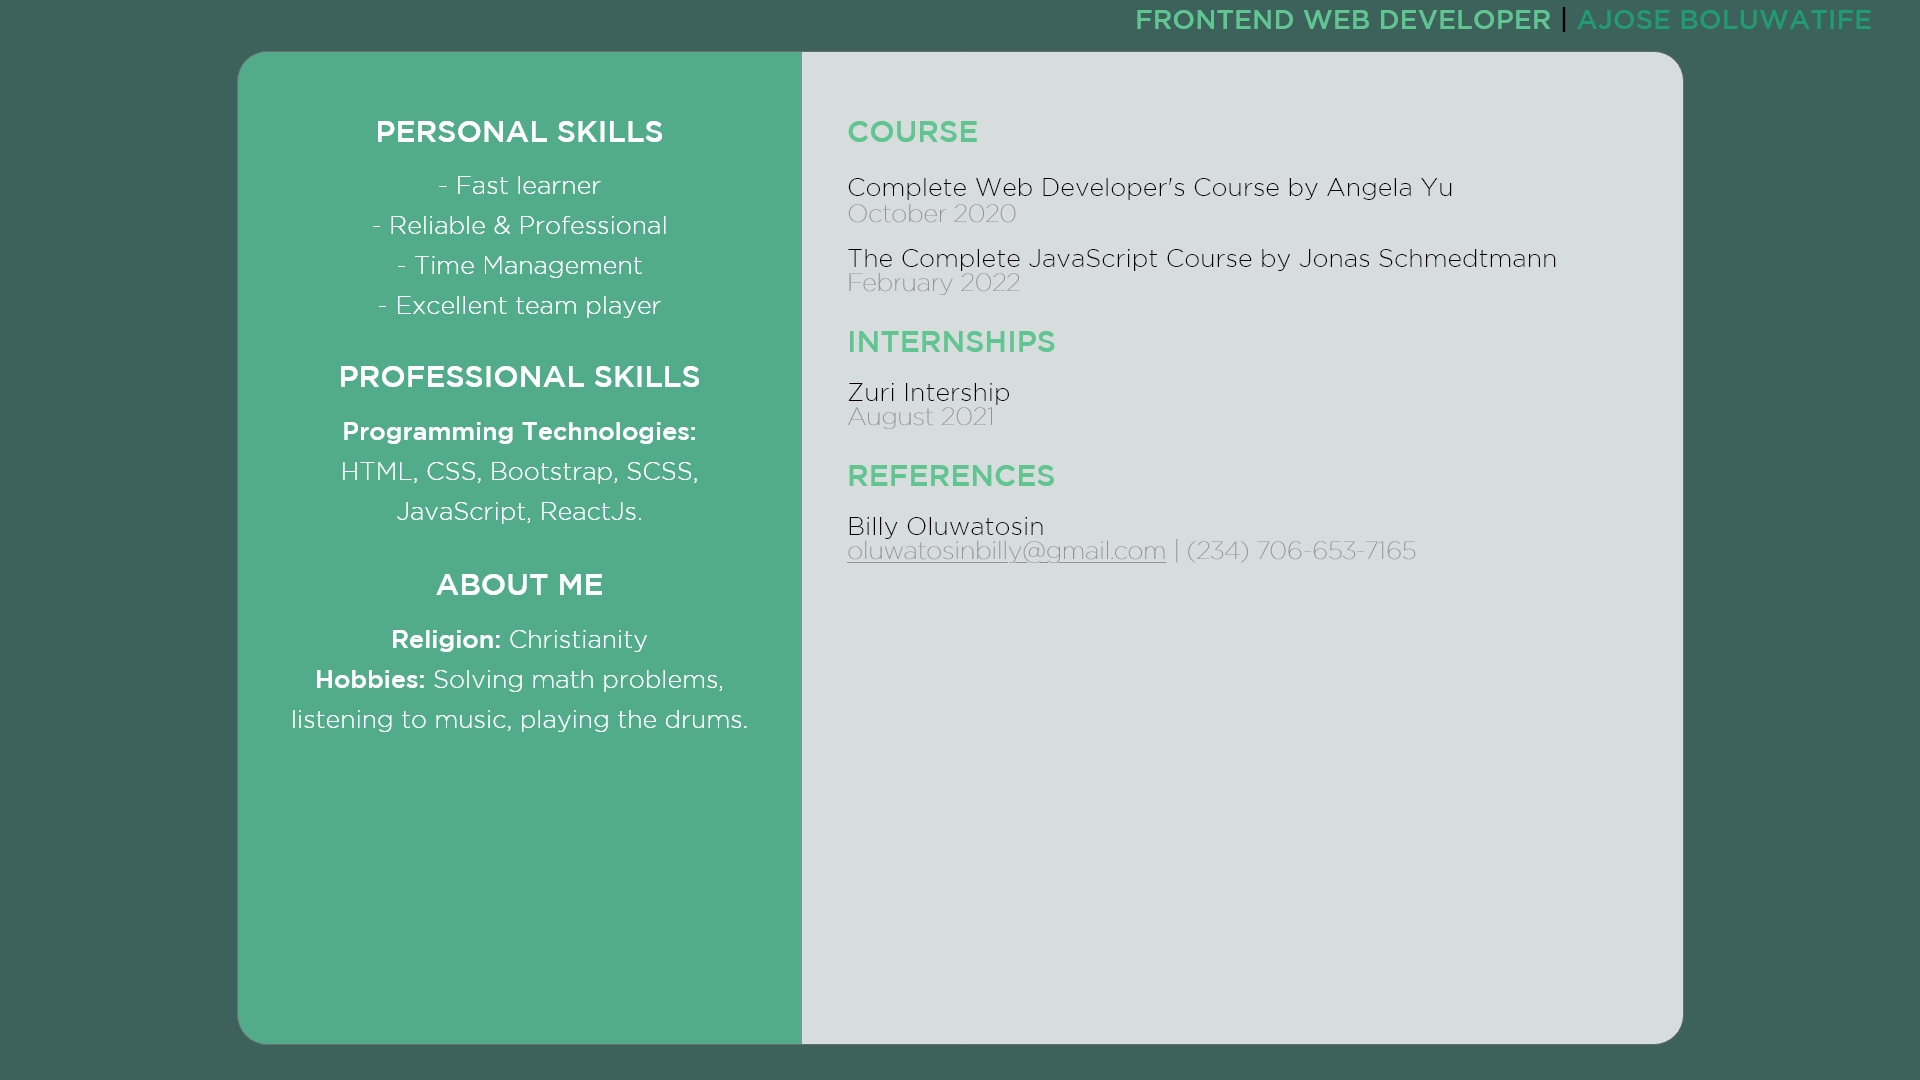 FRONTEND WEB DEVELOPER | AJOSE BOLUWATIFE
PERSONAL SKILLS
- Fast learner
- Reliable & Professional
- Time Management
- Excellent team player
PROFESSIONAL SKILLS
Programming Technologies:
HTML, CSS, Bootstrap, SCSS,
JavaScript, ReactJs.
ABOUT ME
Religion: Christianity
Hobbies: Solving math problems,
listening to music, playing the drums.
COURSE
Complete Web Developer's Course by Angela Yu
October 2020
The Complete JavaScript Course by Jonas Schmedtmann
February 2022
INTERNSHIPS
Zuri Intership
August 2021
REFERENCES
Billy Oluwatosin
oluwatosinbilly@gmail.com | (234) 706-653-7165